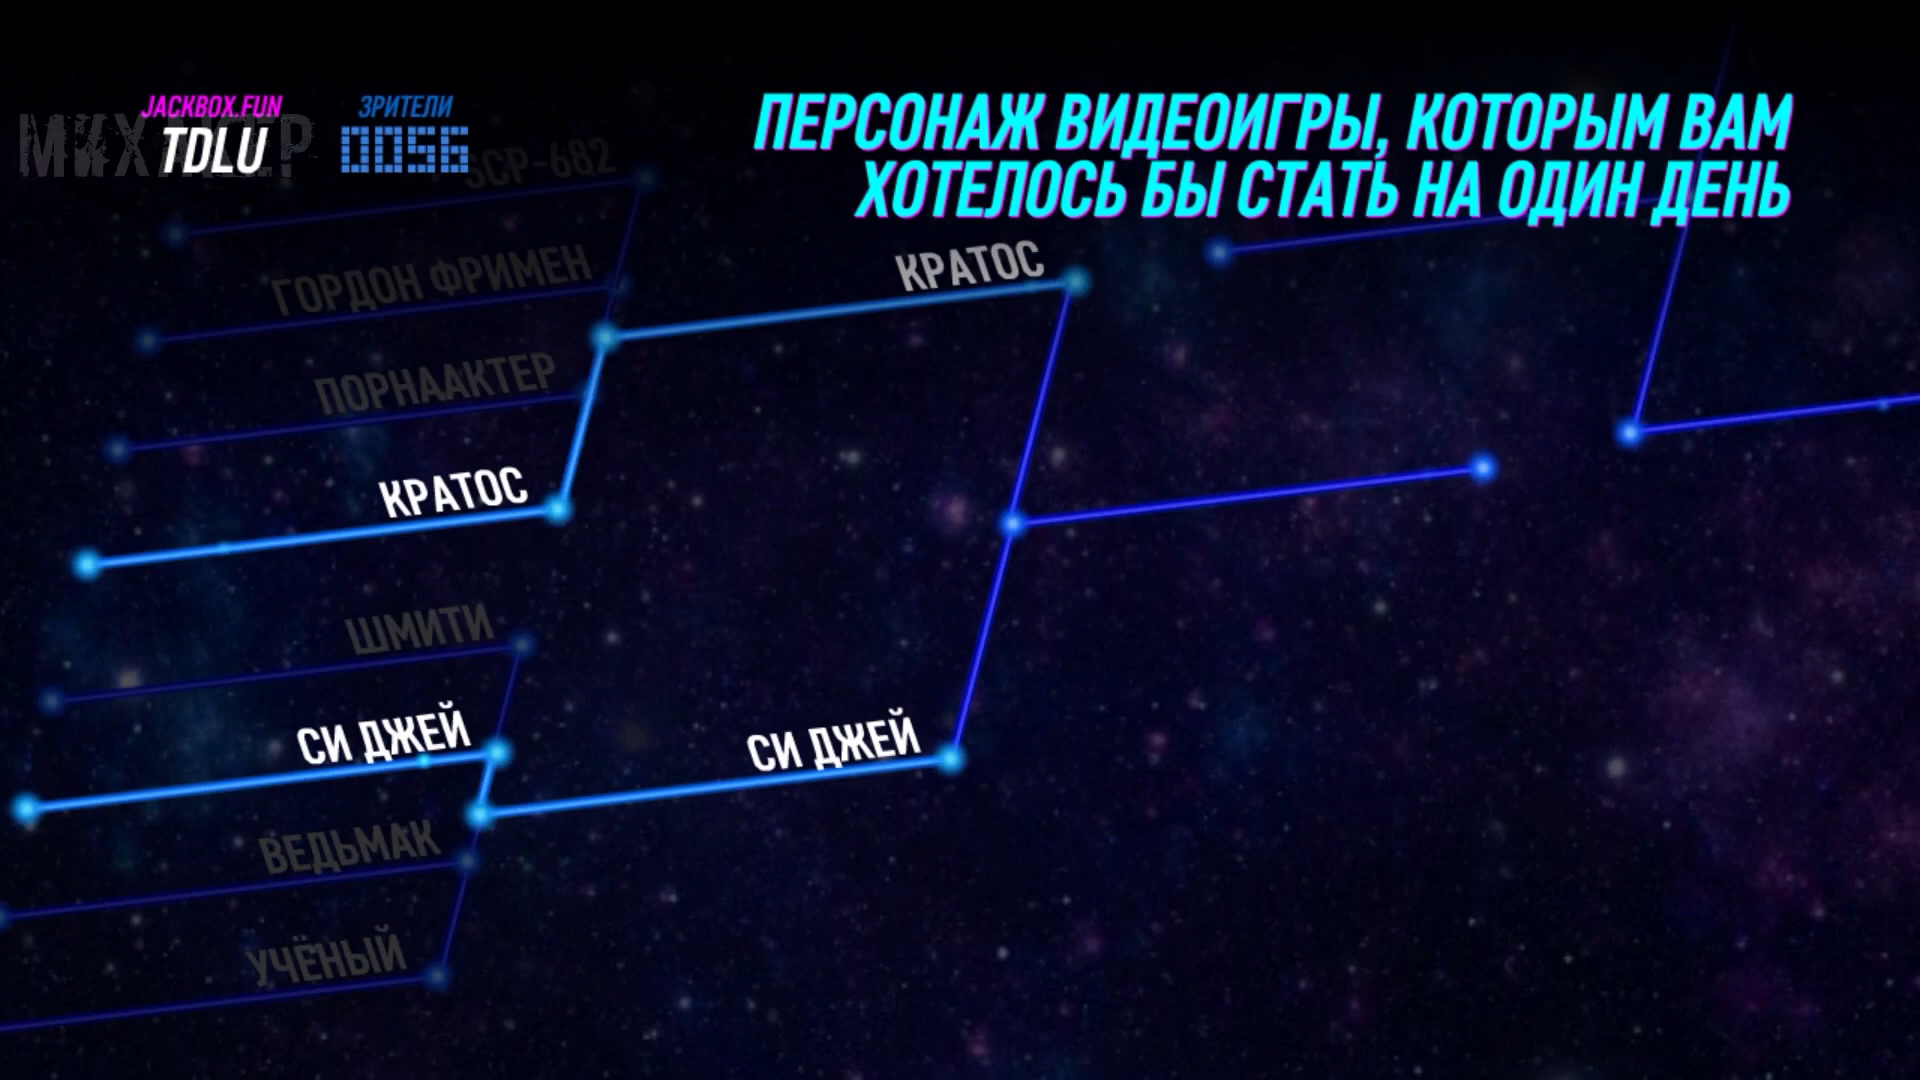 JACKBOX.FUN
TDLU
ЗРИТЕЛИ
0056
ПЕРСОНАЖ ВИДЕОИГРЫ, КОТОРЫМ ВАМ
ХОТЕЛОСЬ БЫ СТАТЬ НА ОДИН ДЕНЬ
SCP-682
ГОРДОН ФРИМЕН
ПОРНААКТЕР
КРАТОС
ШМИТИ
СИ ДЖЕЙ
ВЕДЬМАК
УЧЁНЫЙ
КРАТОС
СИ ДЖЕЙ